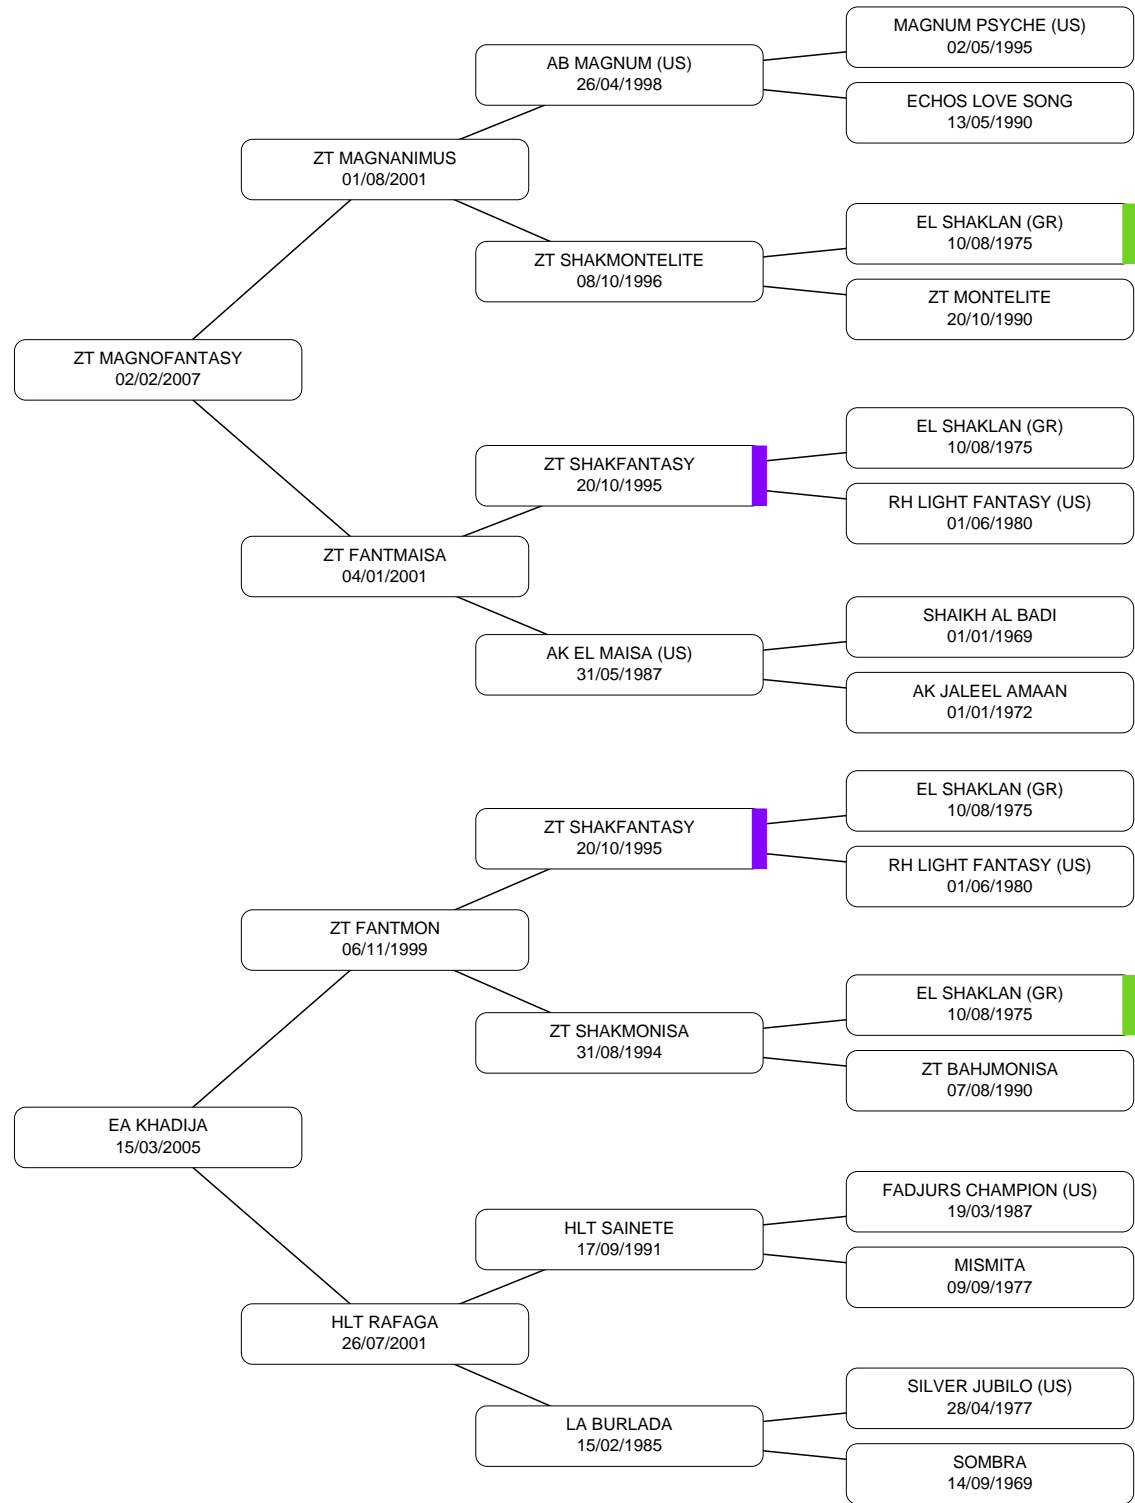 MAGNUM PSYCHE (US)
02/05/1995
AB MAGNUM (US)
26/04/1998
ECHOS LOVE SONG
13/05/1990
ZT MAGNANIMUS
01/08/2001
EL SHAKLAN (GR)
10/08/1975
ZT SHAKMONTELITE
08/10/1996
ZT MONTELITE
20/10/1990
ZT MAGNOFANTASY
02/02/2007
EL SHAKLAN (GR)
10/08/1975
ZT SHAKFANTASY
20/10/1995
RH LIGHT FANTASY (US)
01/06/1980
ZT FANTMAISA
04/01/2001
SHAIKH AL BADI
01/01/1969
AK EL MAISA (US)
31/05/1987
AK JALEEL AMAAN
01/01/1972
EL SHAKLAN (GR)
10/08/1975
ZT SHAKFANTASY
20/10/1995
RH LIGHT FANTASY (US)
01/06/1980
ZT FANTMON
06/11/1999
EL SHAKLAN (GR)
10/08/1975
ZT SHAKMONISA
31/08/1994
ZT BAHJMONISA
07/08/1990
EA KHADIJA
15/03/2005
FADJURS CHAMPION (US)
19/03/1987
HLT SAINETE
17/09/1991
MISMITA
09/09/1977
HLT RAFAGA
26/07/2001
SILVER JUBILO (US)
28/04/1977
LA BURLADA
15/02/1985
SOMBRA
14/09/1969